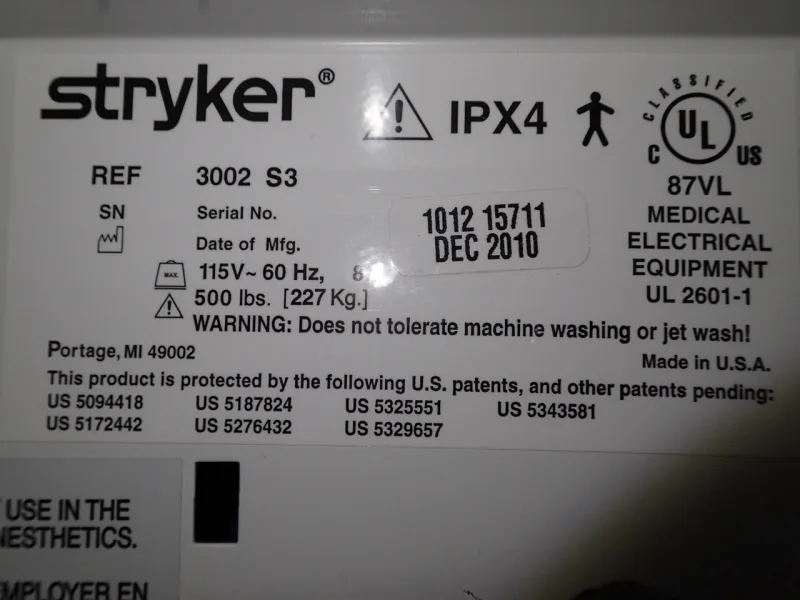 stryker®
IPX4
CLASSIFIED
C UL US
REF 3002 S3
87VL
SN Serial No. 1012 15711
MEDICAL
Date of Mfg. DEC 2010
ELECTRICAL
MAX. 115V~ 60 Hz, 8
EQUIPMENT
500 lbs. [227 Kg.]
UL 2601-1
WARNING: Does not tolerate machine washing or jet wash!
Portage, MI 49002
Made in U.S.A.
This product is protected by the following U.S. patents, and other patents pending:
US 5094418 US 5187824 US 5325551 US 5343581
US 5172442 US 5276432 US 5329657
USE IN THE
ESTHETICS.
MPLOYER EN